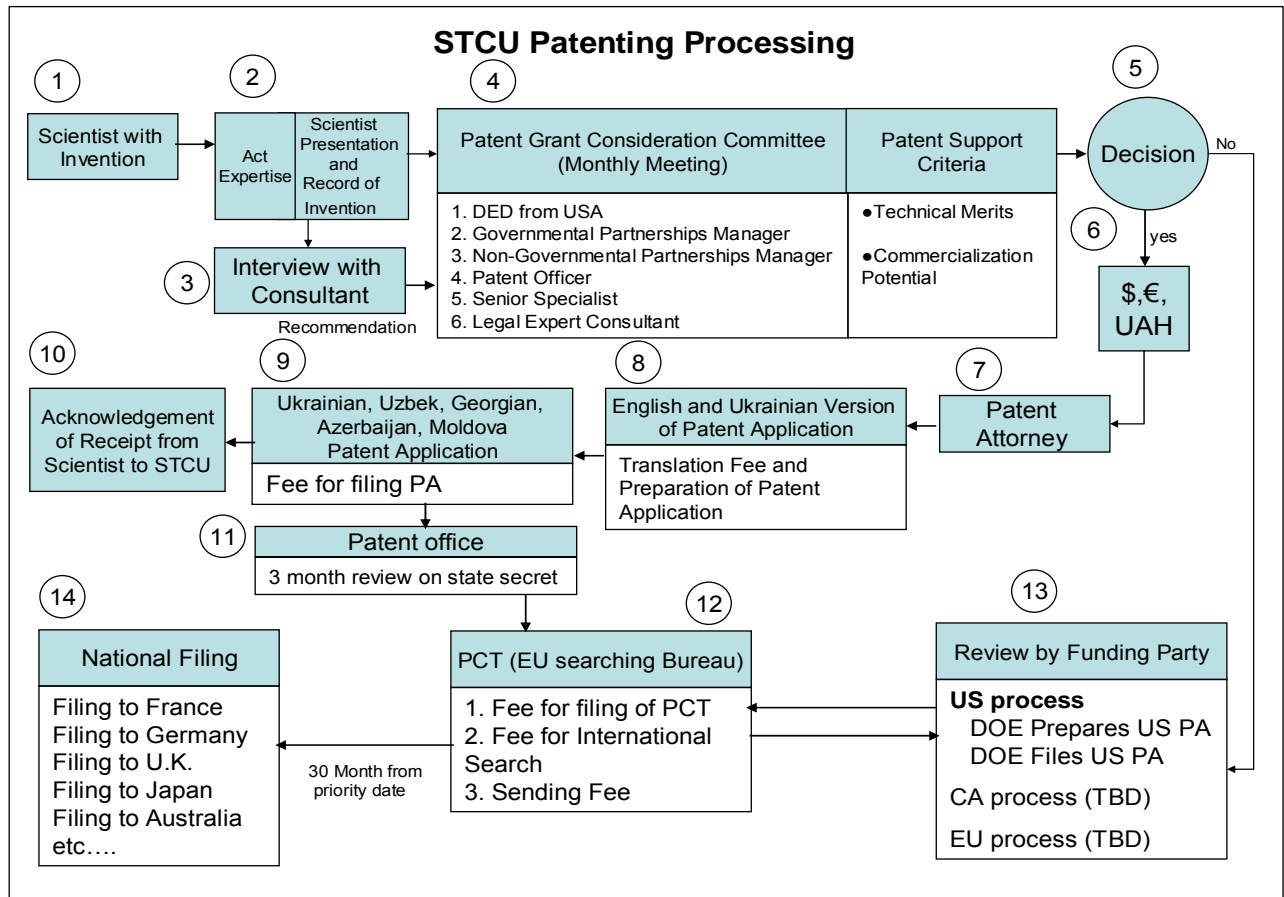 STCU Patenting Processing
1
Scientist with
Invention
2
Act
Expertise
Scientist
Presentation
and
Record of
Invention
3
Interview with
Consultant
Recommendation
4
Patent Grant Consideration Committee
(Monthly Meeting)
1. DED from USA
2. Governmental Partnerships Manager
3. Non-Governmental Partnerships Manager
4. Patent Officer
5. Senior Specialist
6. Legal Expert Consultant
Patent Support
Criteria
●Technical Merits
●Commercialization
Potential
5
Decision
No
6
yes
$,€,
UAH
7
Patent
Attorney
8
English and Ukrainian Version
of Patent Application
Translation Fee and
Preparation of Patent
Application
9
Ukrainian, Uzbek, Georgian,
Azerbaijan, Moldova
Patent Application
Fee for filing PA
10
Acknowledgement
of Receipt from
Scientist to STCU
11
Patent office
3 month review on state secret
12
PCT (EU searching Bureau)
1. Fee for filing of PCT
2. Fee for International
Search
3. Sending Fee
13
Review by Funding Party
US process
DOE Prepares US PA
DOE Files US PA
CA process (TBD)
EU process (TBD)
14
National Filing
Filing to France
Filing to Germany
Filing to U.K.
Filing to Japan
Filing to Australia
etc….
30 Month from
priority date